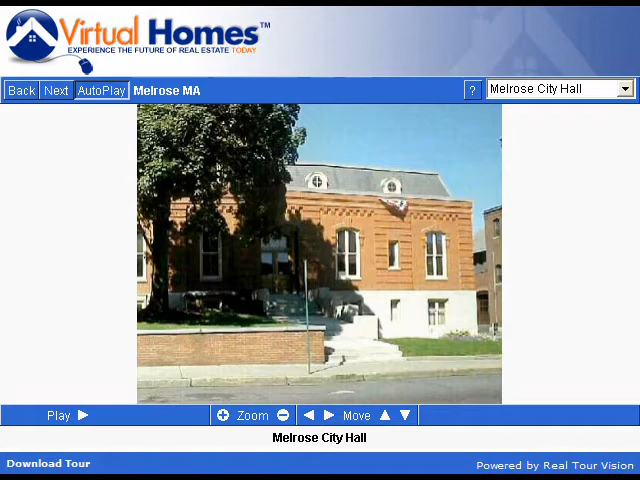 Virtual Homes™
EXPERIENCE THE FUTURE OF REAL ESTATE TODAY
Back Next AutoPlay Melrose MA ? Melrose City Hall
Play Zoom Move
Melrose City Hall
Download Tour Powered by Real Tour Vision